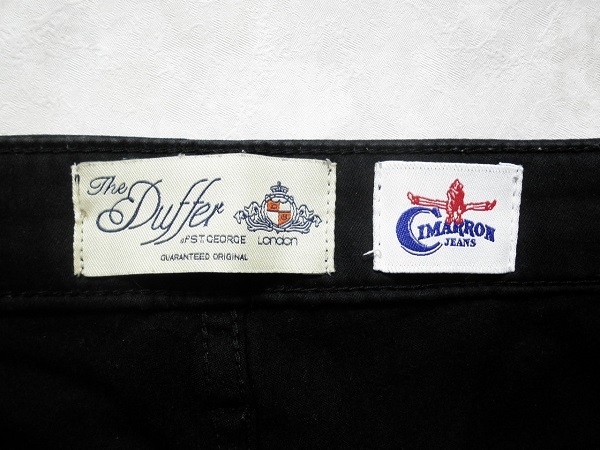 The
Duffer
of ST. GEORGE London
GUARANTEED ORIGINAL
CIMARRON
JEANS